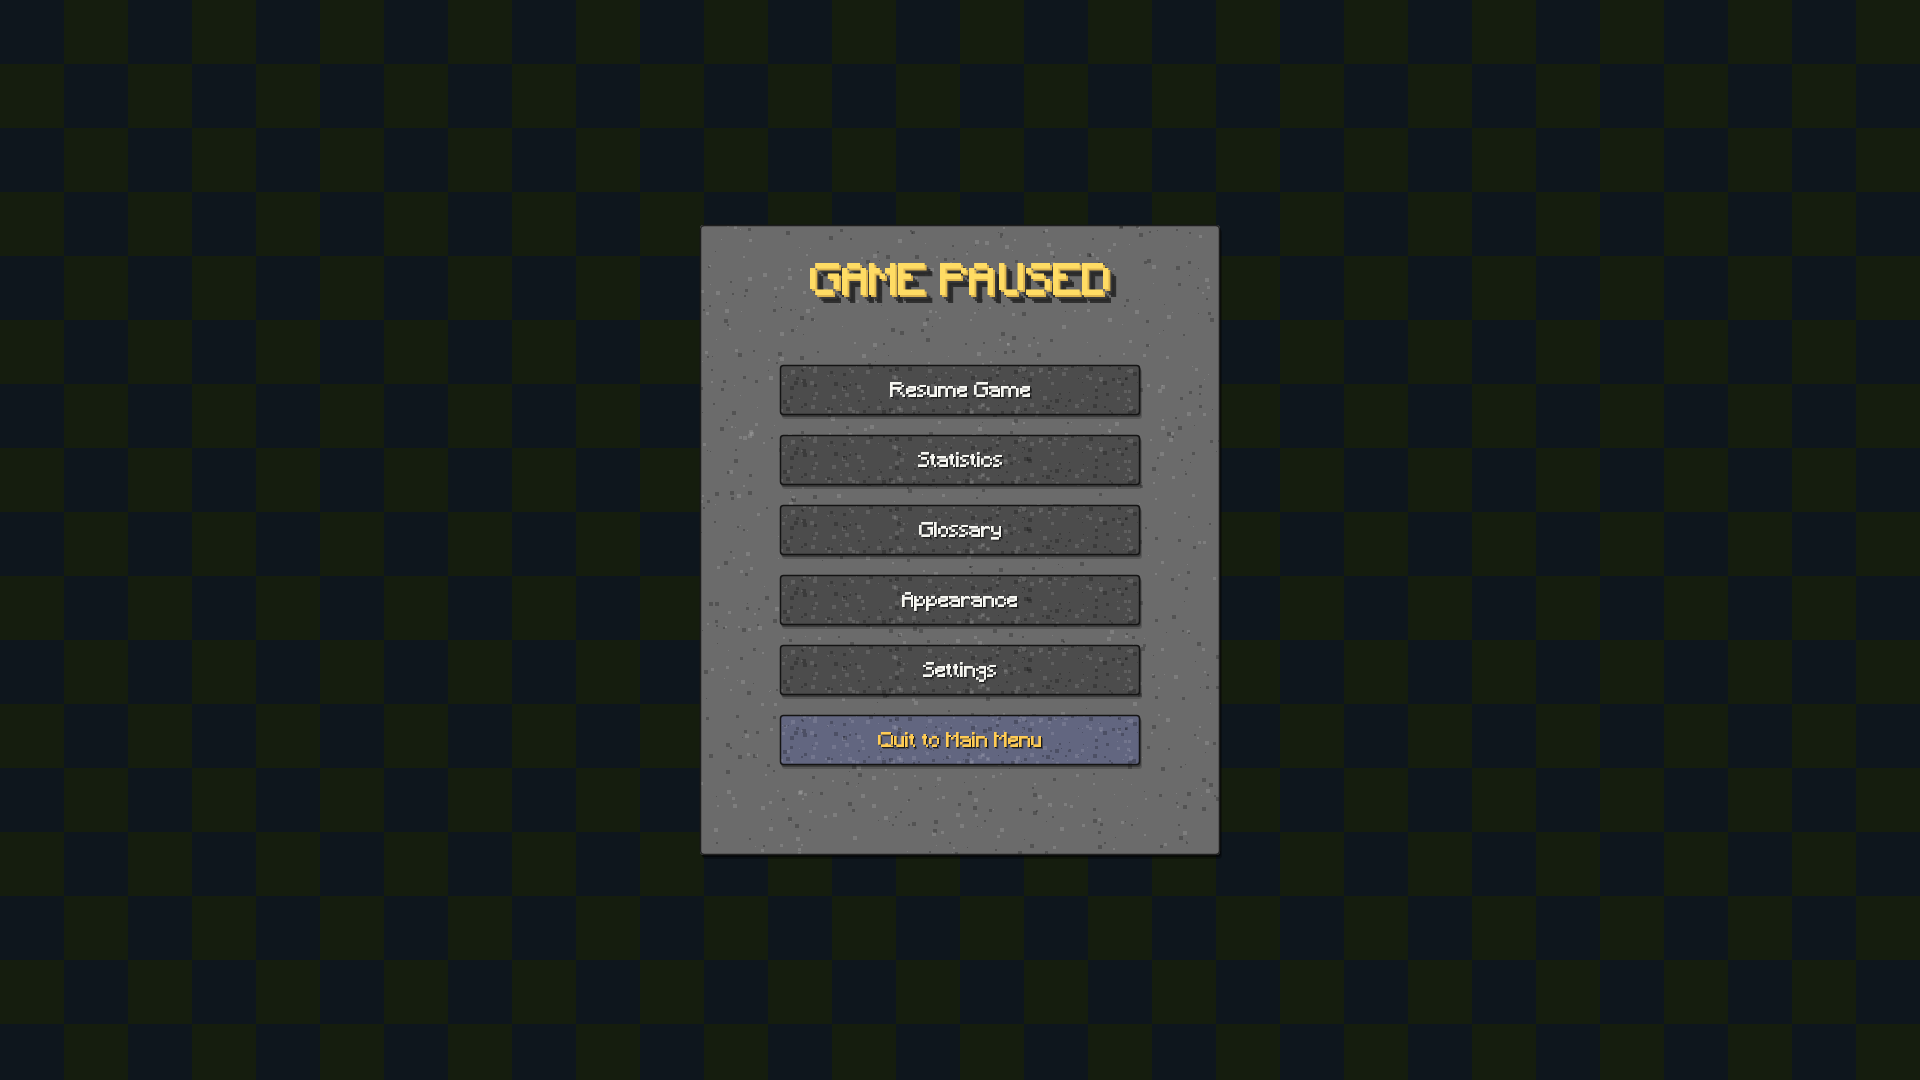 GAME PAUSED
Resume Game
Statistics
Glossary
Appearance
Settings
Quit to Main Menu